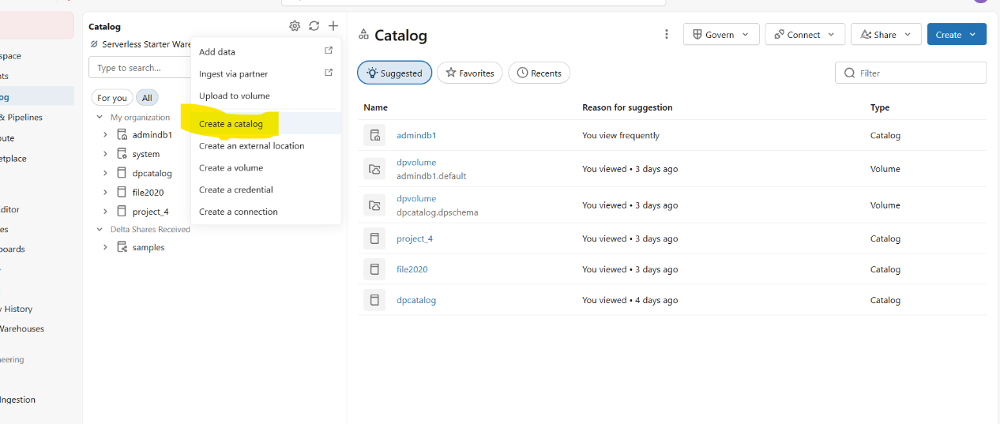 space
nts
og
& Pipelines
oute
etplace
ditor
es
boards
y History
Warehouses
neering
Ingestion
Catalog
Serverless Starter Ware
Type to search...
For you All
My organization
admindb1
system
dpcatalog
file2020
project_4
Delta Shares Received
samples
Add data
Ingest via partner
Upload to volume
Create a catalog
Create an external location
Create a volume
Create a credential
Create a connection
Catalog
Govern Connect Share Create
Suggested Favorites Recents Filter
Name Reason for suggestion Type
admindb1 You view frequently Catalog
dpvolume
admindb1.default You viewed • 3 days ago Volume
dpvolume
dpcatalog.dpschema You viewed • 3 days ago Volume
project_4 You viewed • 3 days ago Catalog
file2020 You viewed • 3 days ago Catalog
dpcatalog You viewed • 4 days ago Catalog